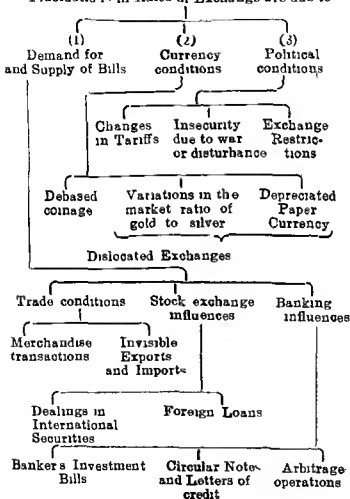 in Rates of Exchange are due to
(1) (2) (3)
Demand for Currency Political
and Supply of Bills conditions conditions
Changes Insecurity Exchange
in Tariffs due to war Restric-
or disturbance tions
Debased Variations in the Depreciated
coinage market ratio of Paper
gold to silver Currency
Dislocated Exchanges
Trade conditions Stock exchange Banking
influences influences
Merchandise Invisible
transactions Exports
and Imports
Dealings in Foreign Loans
International
Securities
Bankers Investment Circular Notes Arbitrage
Bills and Letters of operations
credit